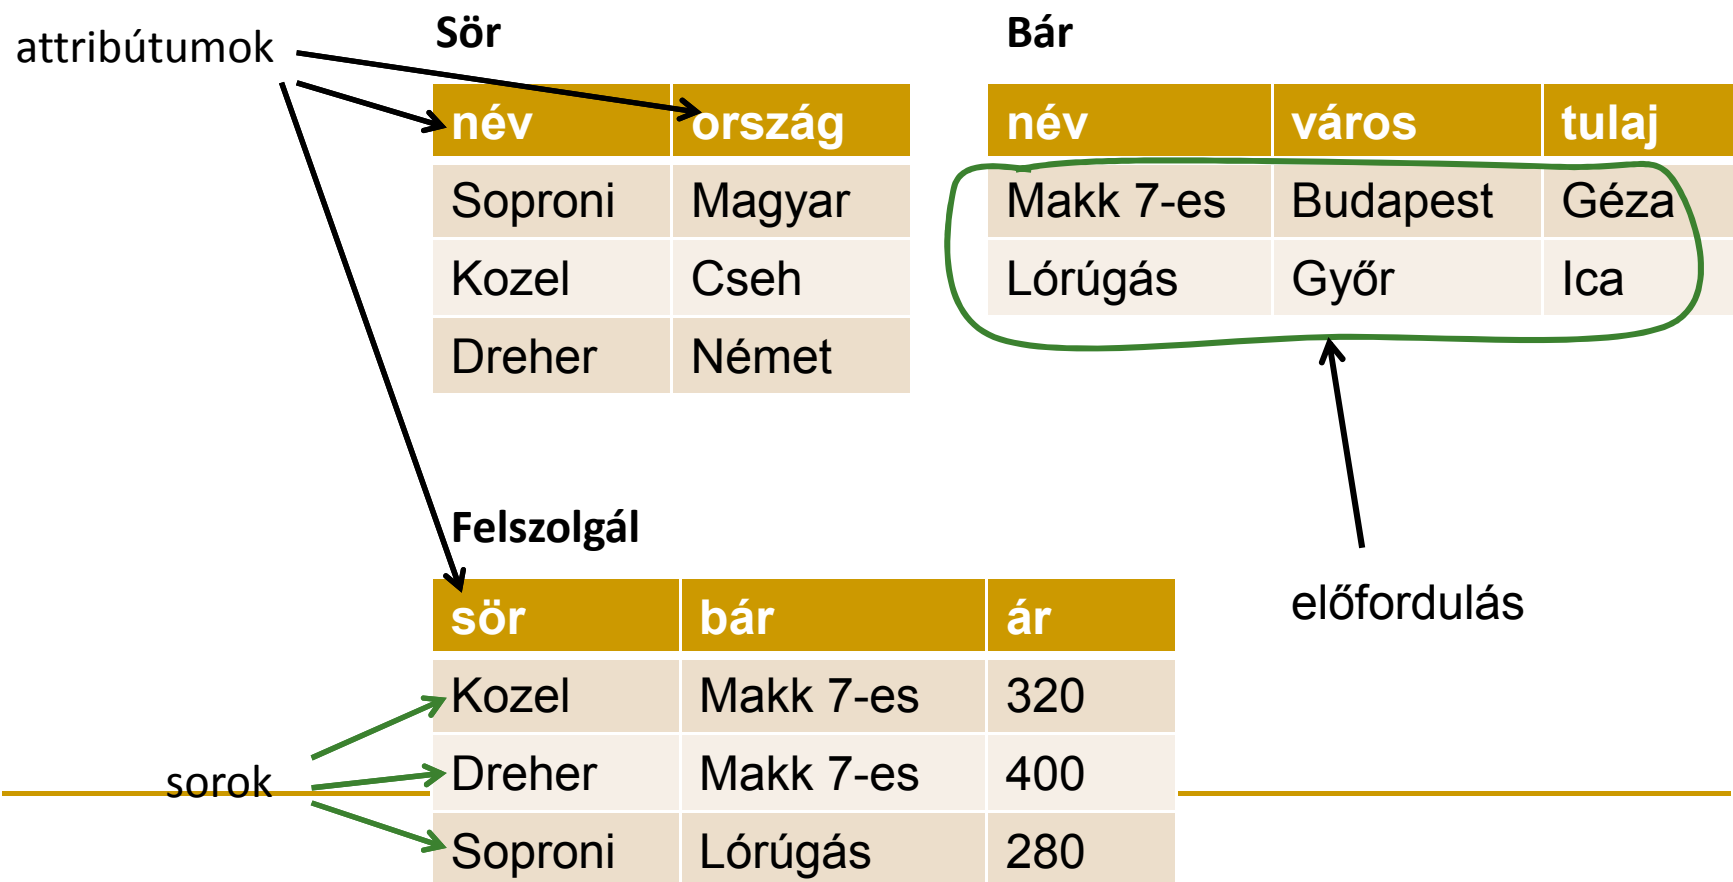 attribútumok
Sör
név ország
Soproni Magyar
Kozel Cseh
Dreher Német
Bár
név város tulaj
Makk 7-es Budapest Géza
Lórúgás Győr Ica
előfordulás
Felszolgál
sör bár ár
Kozel Makk 7-es 320
Dreher Makk 7-es 400
Soproni Lórúgás 280
sorok